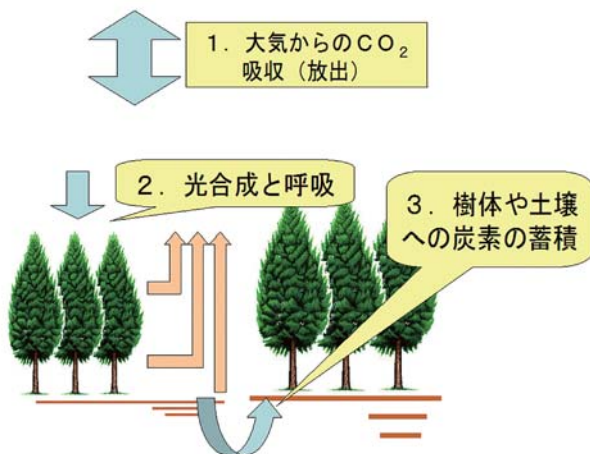 1．大気からのＣＯ₂
吸収（放出）
2．光合成と呼吸
3．樹体や土壌
への炭素の蓄積